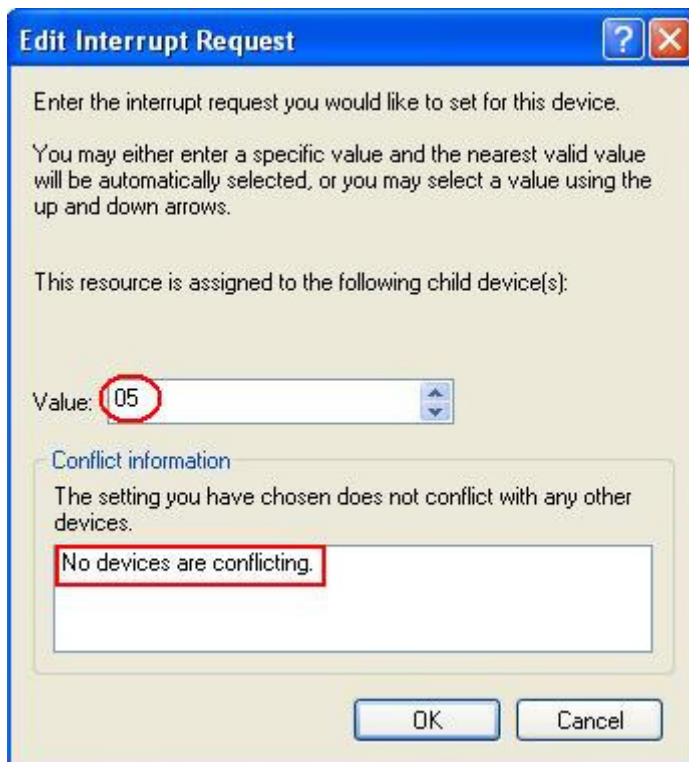 Edit Interrupt Request
Enter the interrupt request you would like to set for this device.
You may either enter a specific value and the nearest valid value
will be automatically selected, or you may select a value using the
up and down arrows.
This resource is assigned to the following child device(s):
Value: 05
Conflict information
The setting you have chosen does not conflict with any other
devices.
No devices are conflicting.
OK Cancel